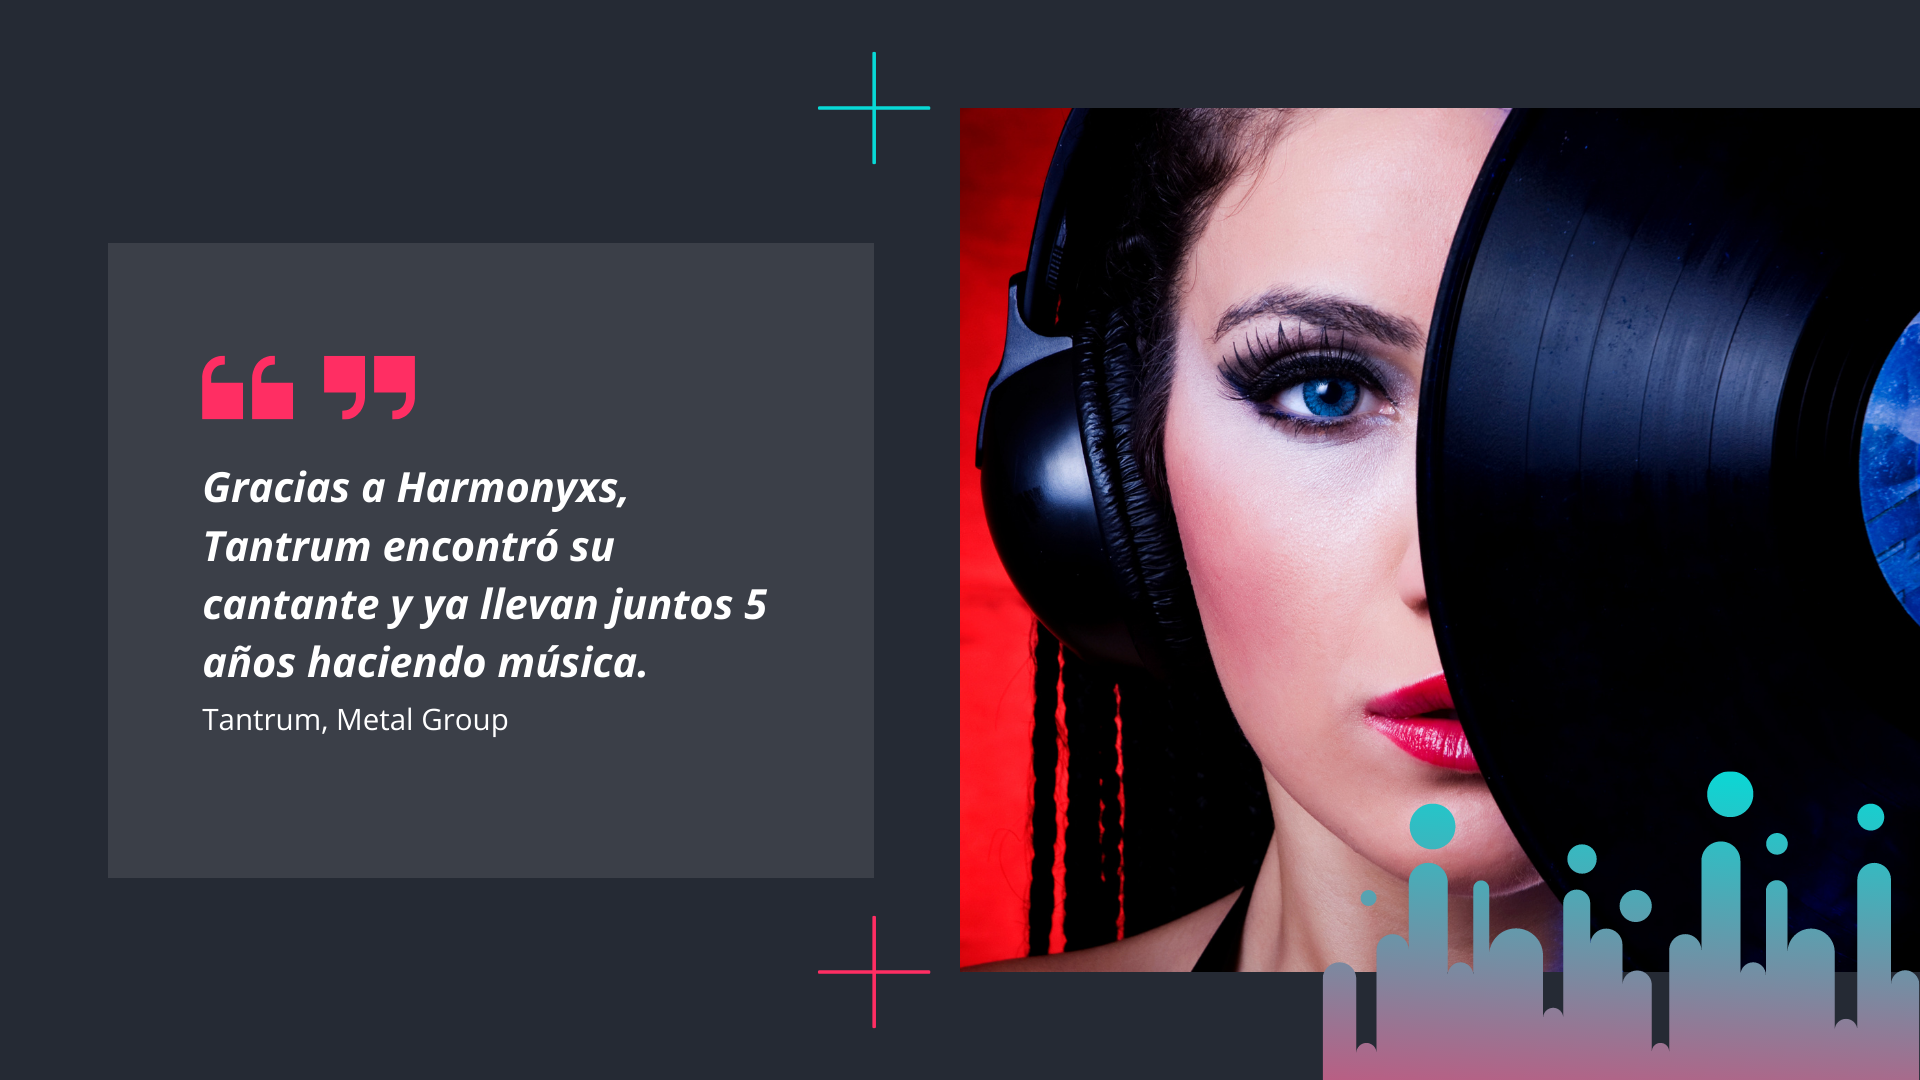 Gracias a Harmonyxs,
Tantrum encontró su
cantante y ya llevan juntos 5
años haciendo música.
Tantrum, Metal Group